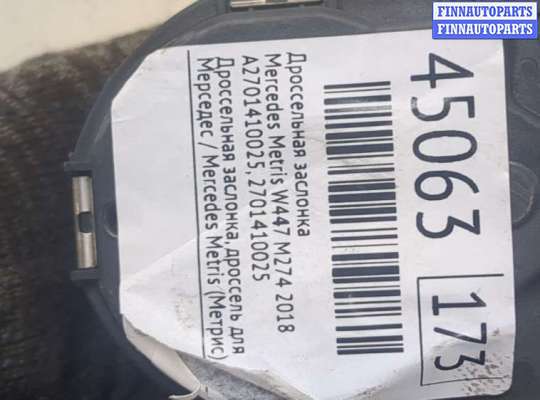 FINNAUTOPARTS
FINNAUTOPARTS
45063
173
Дроссельная заслонка
Mercedes Metris W447 M274 2018
A2701410025, 2701410025
Дроссельная заслонка, дроссель для
Мерседес / Mercedes Metris (Метрис)